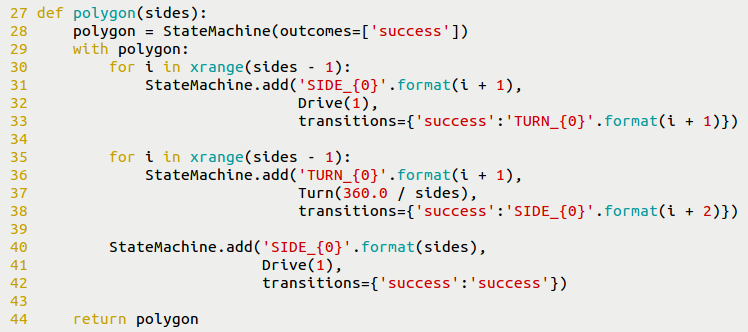 27 def polygon(sides):
28     polygon = StateMachine(outcomes=['success'])
29     with polygon:
30         for i in xrange(sides - 1):
31             StateMachine.add('SIDE_{0}'.format(i + 1),
32                              Drive(1),
33                              transitions={'success':'TURN_{0}'.format(i + 1)})
34
35         for i in xrange(sides - 1):
36             StateMachine.add('TURN_{0}'.format(i + 1),
37                              Turn(360.0 / sides),
38                              transitions={'success':'SIDE_{0}'.format(i + 2)})
39
40         StateMachine.add('SIDE_{0}'.format(sides),
41                          Drive(1),
42                          transitions={'success':'success'})
43
44     return polygon